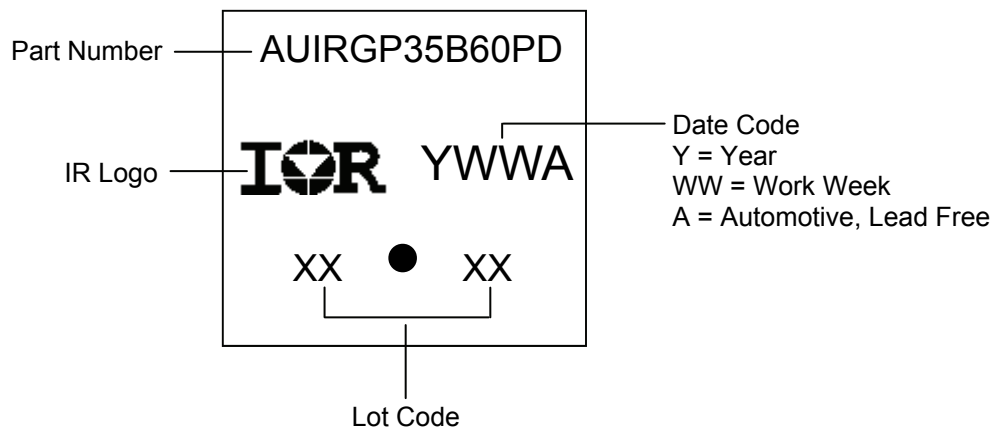 Part Number
AUIRGP35B60PD
IR Logo
IOR
YWWA
Date Code
Y = Year
WW = Work Week
A = Automotive, Lead Free
XX
XX
Lot Code